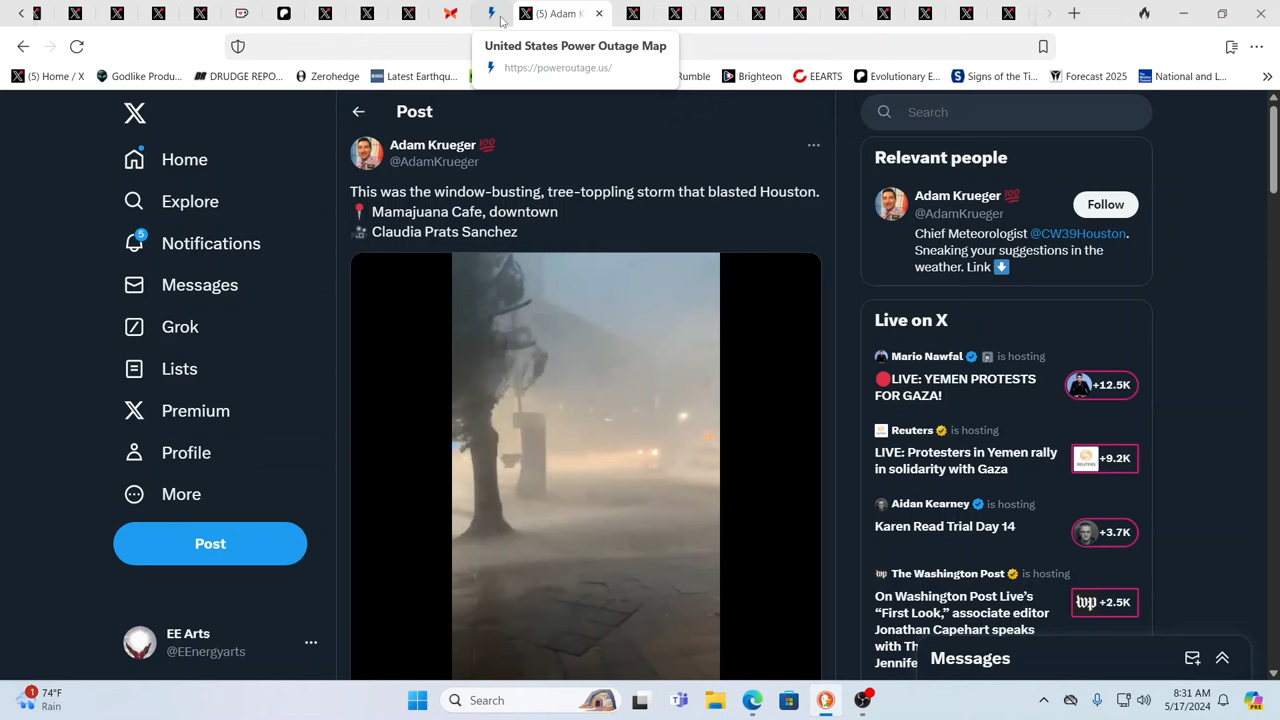 (5) Adam K
United States Power Outage Map
https://poweroutage.us/
(5) Home / X
Godlike Produ...
DRUDGE REPO...
Zerohedge
Latest Earthqu...
Rumble
Brighteon
EEARTS
Evolutionary E...
Signs of the Ti...
Forecast 2025
National and L...
Post
Adam Krueger 💯
@AdamKrueger
This was the window-busting, tree-toppling storm that blasted Houston.
📍 Mamajuana Cafe, downtown
🎥 Claudia Prats Sanchez
Home
Explore
5
Notifications
Messages
Grok
Lists
Premium
Profile
More
Post
EE Arts
@EEnergyarts
Search
Relevant people
Adam Krueger 💯
@AdamKrueger
Follow
Chief Meteorologist @CW39Houston.
Sneaking your suggestions in the
weather. Link ⬇️
Live on X
Mario Nawfal is hosting
🔴LIVE: YEMEN PROTESTS
FOR GAZA!
+12.5K
Reuters is hosting
LIVE: Protesters in Yemen rally
in solidarity with Gaza
+9.2K
Aidan Kearney is hosting
Karen Read Trial Day 14
+3.7K
The Washington Post is hosting
On Washington Post Live's
"First Look," associate editor
Jonathan Capehart speaks
with Th
Jennife
wp +2.5K
Messages
1
74°F
Rain
Search
8:31 AM
5/17/2024
PRE